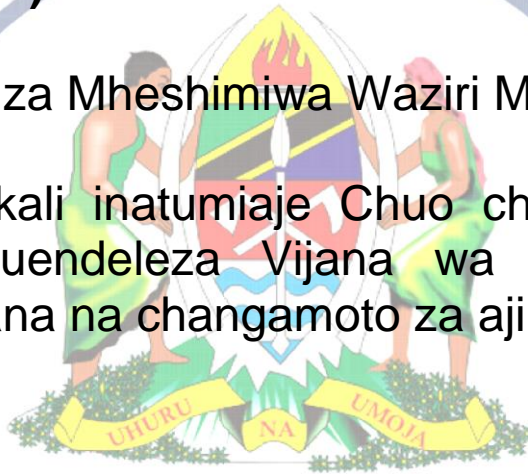 za Mheshimiwa Waziri M
kali inatumiaje Chuo ch
uendeleza Vijana wa
na na changamoto za aji
UHURU NA UMOJA